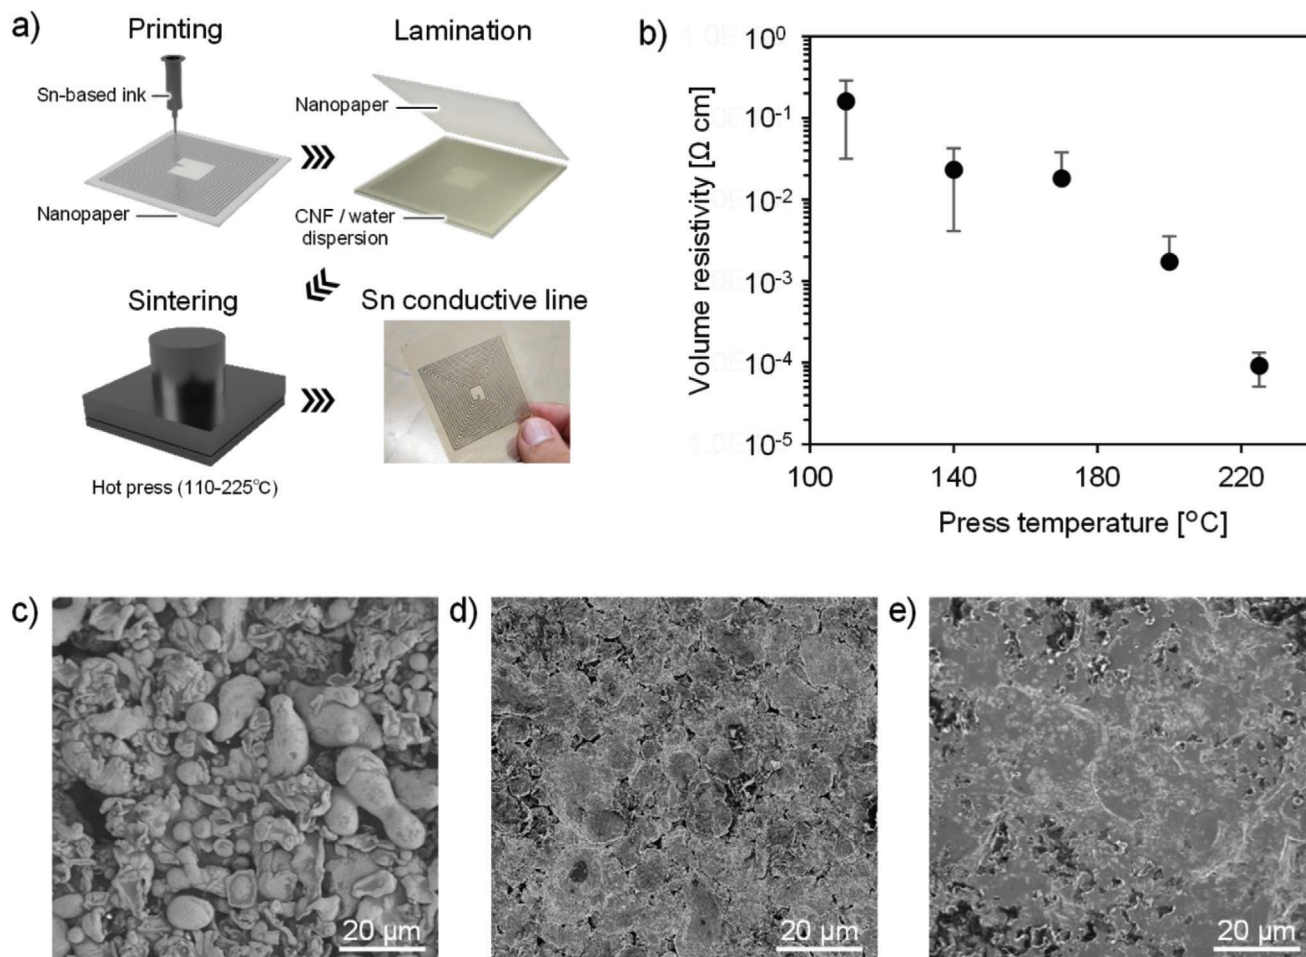 a)
Printing
Lamination
Sn-based ink
Nanopaper
Nanopaper
CNF / water
dispersion
Sintering
Sn conductive line
Hot press (110-225℃)
b)
Volume resistivity [Ω cm]
10⁰
10⁻¹
10⁻²
10⁻³
10⁻⁴
10⁻⁵
100
140
180
220
Press temperature [°C]
c)
20 μm
d)
20 μm
e)
20 μm